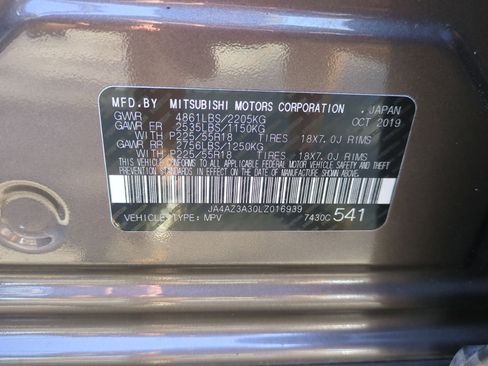 MFD.BY MITSUBISHI MOTORS CORPORATION ,JAPAN
GVWR 4861LBS/2205KG OCT 2019
GAWR FR 2535LBS/1150KG
WITH P225/55R18 TIRES 18X7.0J RIMS
GAWR RR 2756LBS/1250KG
WITH P225/55R18 TIRES 18X7.0J RIMS
THIS VEHICLE CONFORMS TO ALL APPLICABLE FEDERAL MOTOR VEHICLE SAFETY AND THEFT
PREVENTION STANDARDS IN EFFECT ON THE DATE OF MANUFACTURE SHOWN ABOVE.
JA4AZ3A30LZ016939
VEHICLE TYPE: MPV 7430C 541